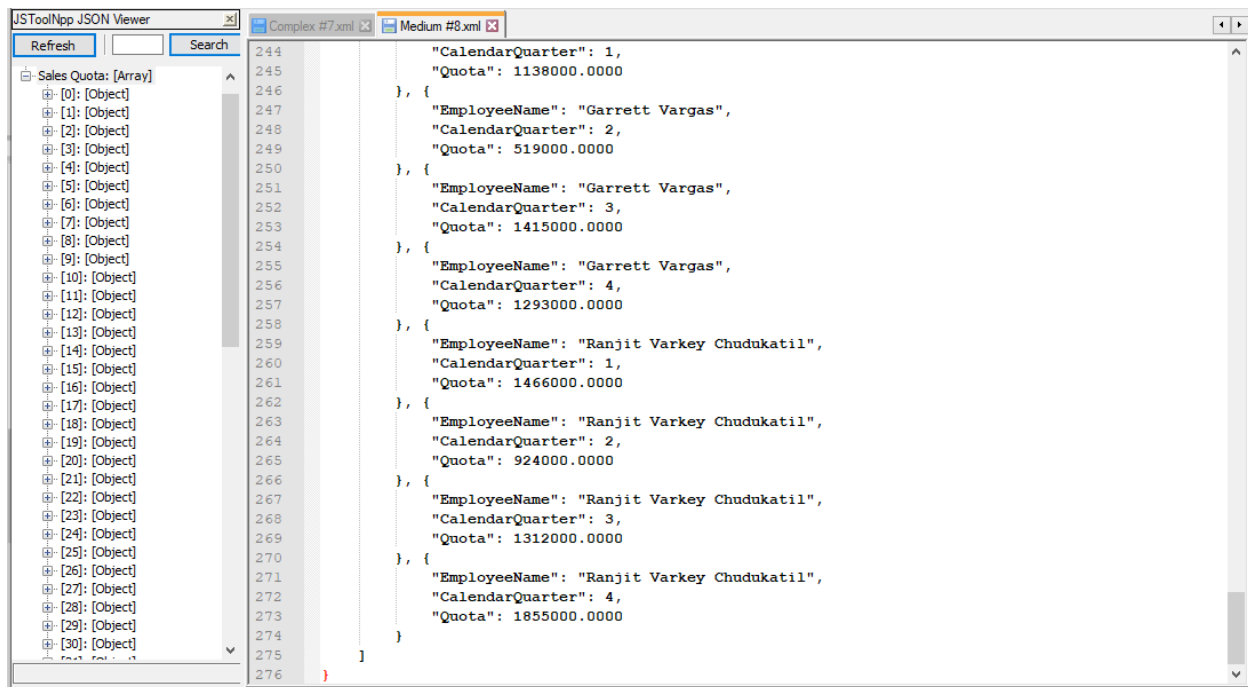 JSToolNpp JSON Viewer
Refresh
Search
Sales Quota: [Array]
[0]: [Object]
[1]: [Object]
[2]: [Object]
[3]: [Object]
[4]: [Object]
[5]: [Object]
[6]: [Object]
[7]: [Object]
[8]: [Object]
[9]: [Object]
[10]: [Object]
[11]: [Object]
[12]: [Object]
[13]: [Object]
[14]: [Object]
[15]: [Object]
[16]: [Object]
[17]: [Object]
[18]: [Object]
[19]: [Object]
[20]: [Object]
[21]: [Object]
[22]: [Object]
[23]: [Object]
[24]: [Object]
[25]: [Object]
[26]: [Object]
[27]: [Object]
[28]: [Object]
[29]: [Object]
[30]: [Object]
Complex #7.xml Medium #8.xml
244 "CalendarQuarter": 1,
245 "Quota": 1138000.0000
246 }, {
247 "EmployeeName": "Garrett Vargas",
248 "CalendarQuarter": 2,
249 "Quota": 519000.0000
250 }, {
251 "EmployeeName": "Garrett Vargas",
252 "CalendarQuarter": 3,
253 "Quota": 1415000.0000
254 }, {
255 "EmployeeName": "Garrett Vargas",
256 "CalendarQuarter": 4,
257 "Quota": 1293000.0000
258 }, {
259 "EmployeeName": "Ranjit Varkey Chudukatil",
260 "CalendarQuarter": 1,
261 "Quota": 1466000.0000
262 }, {
263 "EmployeeName": "Ranjit Varkey Chudukatil",
264 "CalendarQuarter": 2,
265 "Quota": 924000.0000
266 }, {
267 "EmployeeName": "Ranjit Varkey Chudukatil",
268 "CalendarQuarter": 3,
269 "Quota": 1312000.0000
270 }, {
271 "EmployeeName": "Ranjit Varkey Chudukatil",
272 "CalendarQuarter": 4,
273 "Quota": 1855000.0000
274 }
275 ]
276 }